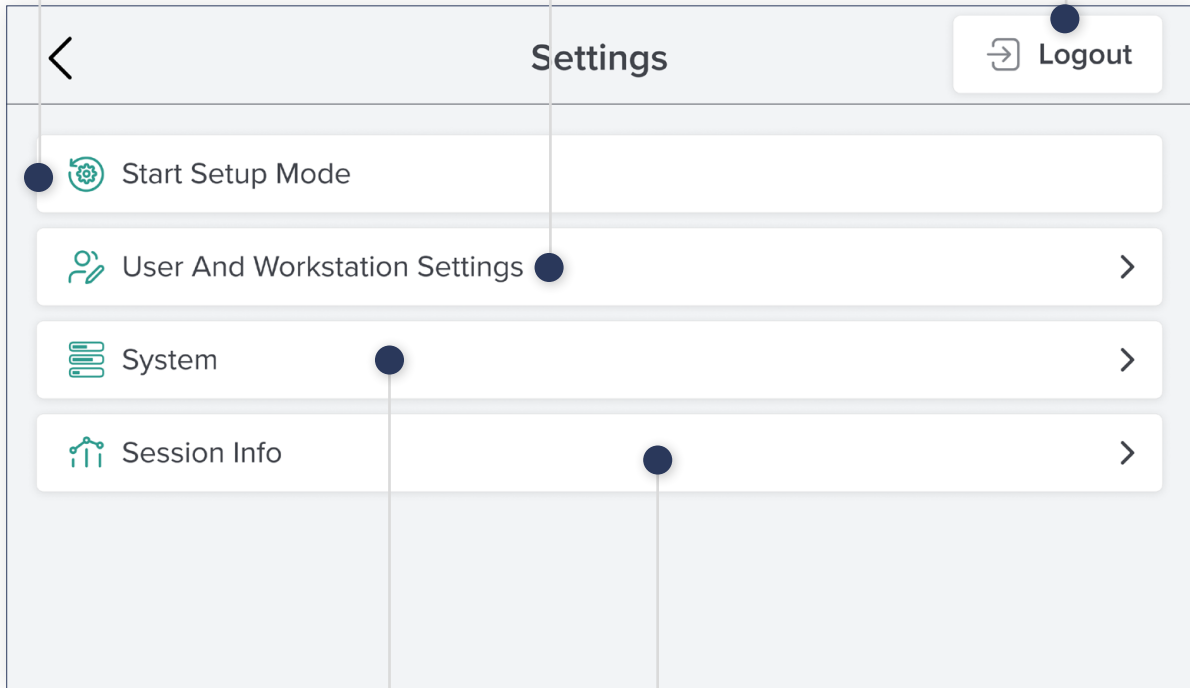 Settings
Logout
Start Setup Mode
User And Workstation Settings
System
Session Info